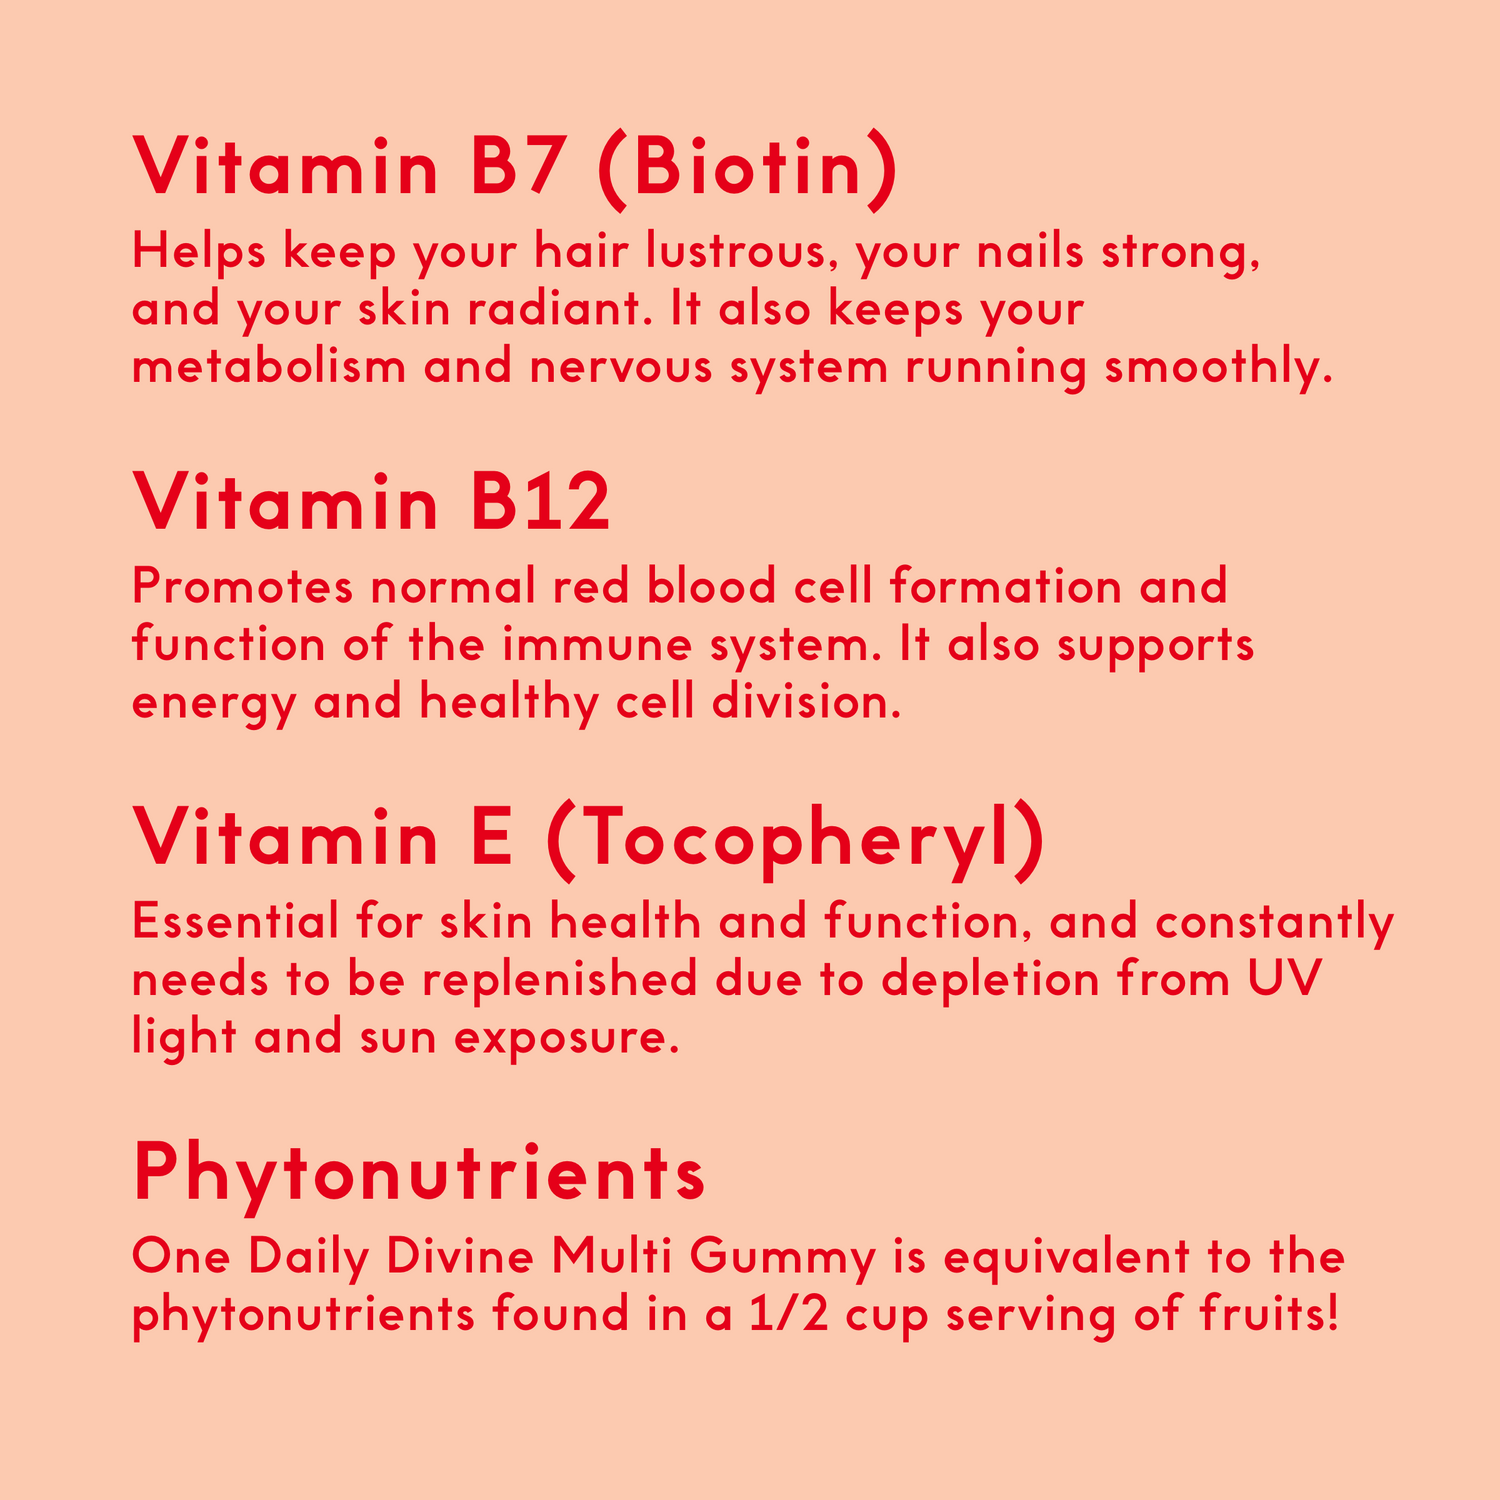 Vitamin B7 (Biotin)
Helps keep your hair lustrous, your nails strong,
and your skin radiant. It also keeps your
metabolism and nervous system running smoothly.
Vitamin B12
Promotes normal red blood cell formation and
function of the immune system. It also supports
energy and healthy cell division.
Vitamin E (Tocopheryl)
Essential for skin health and function, and constantly
needs to be replenished due to depletion from UV
light and sun exposure.
Phytonutrients
One Daily Divine Multi Gummy is equivalent to the
phytonutrients found in a 1/2 cup serving of fruits!